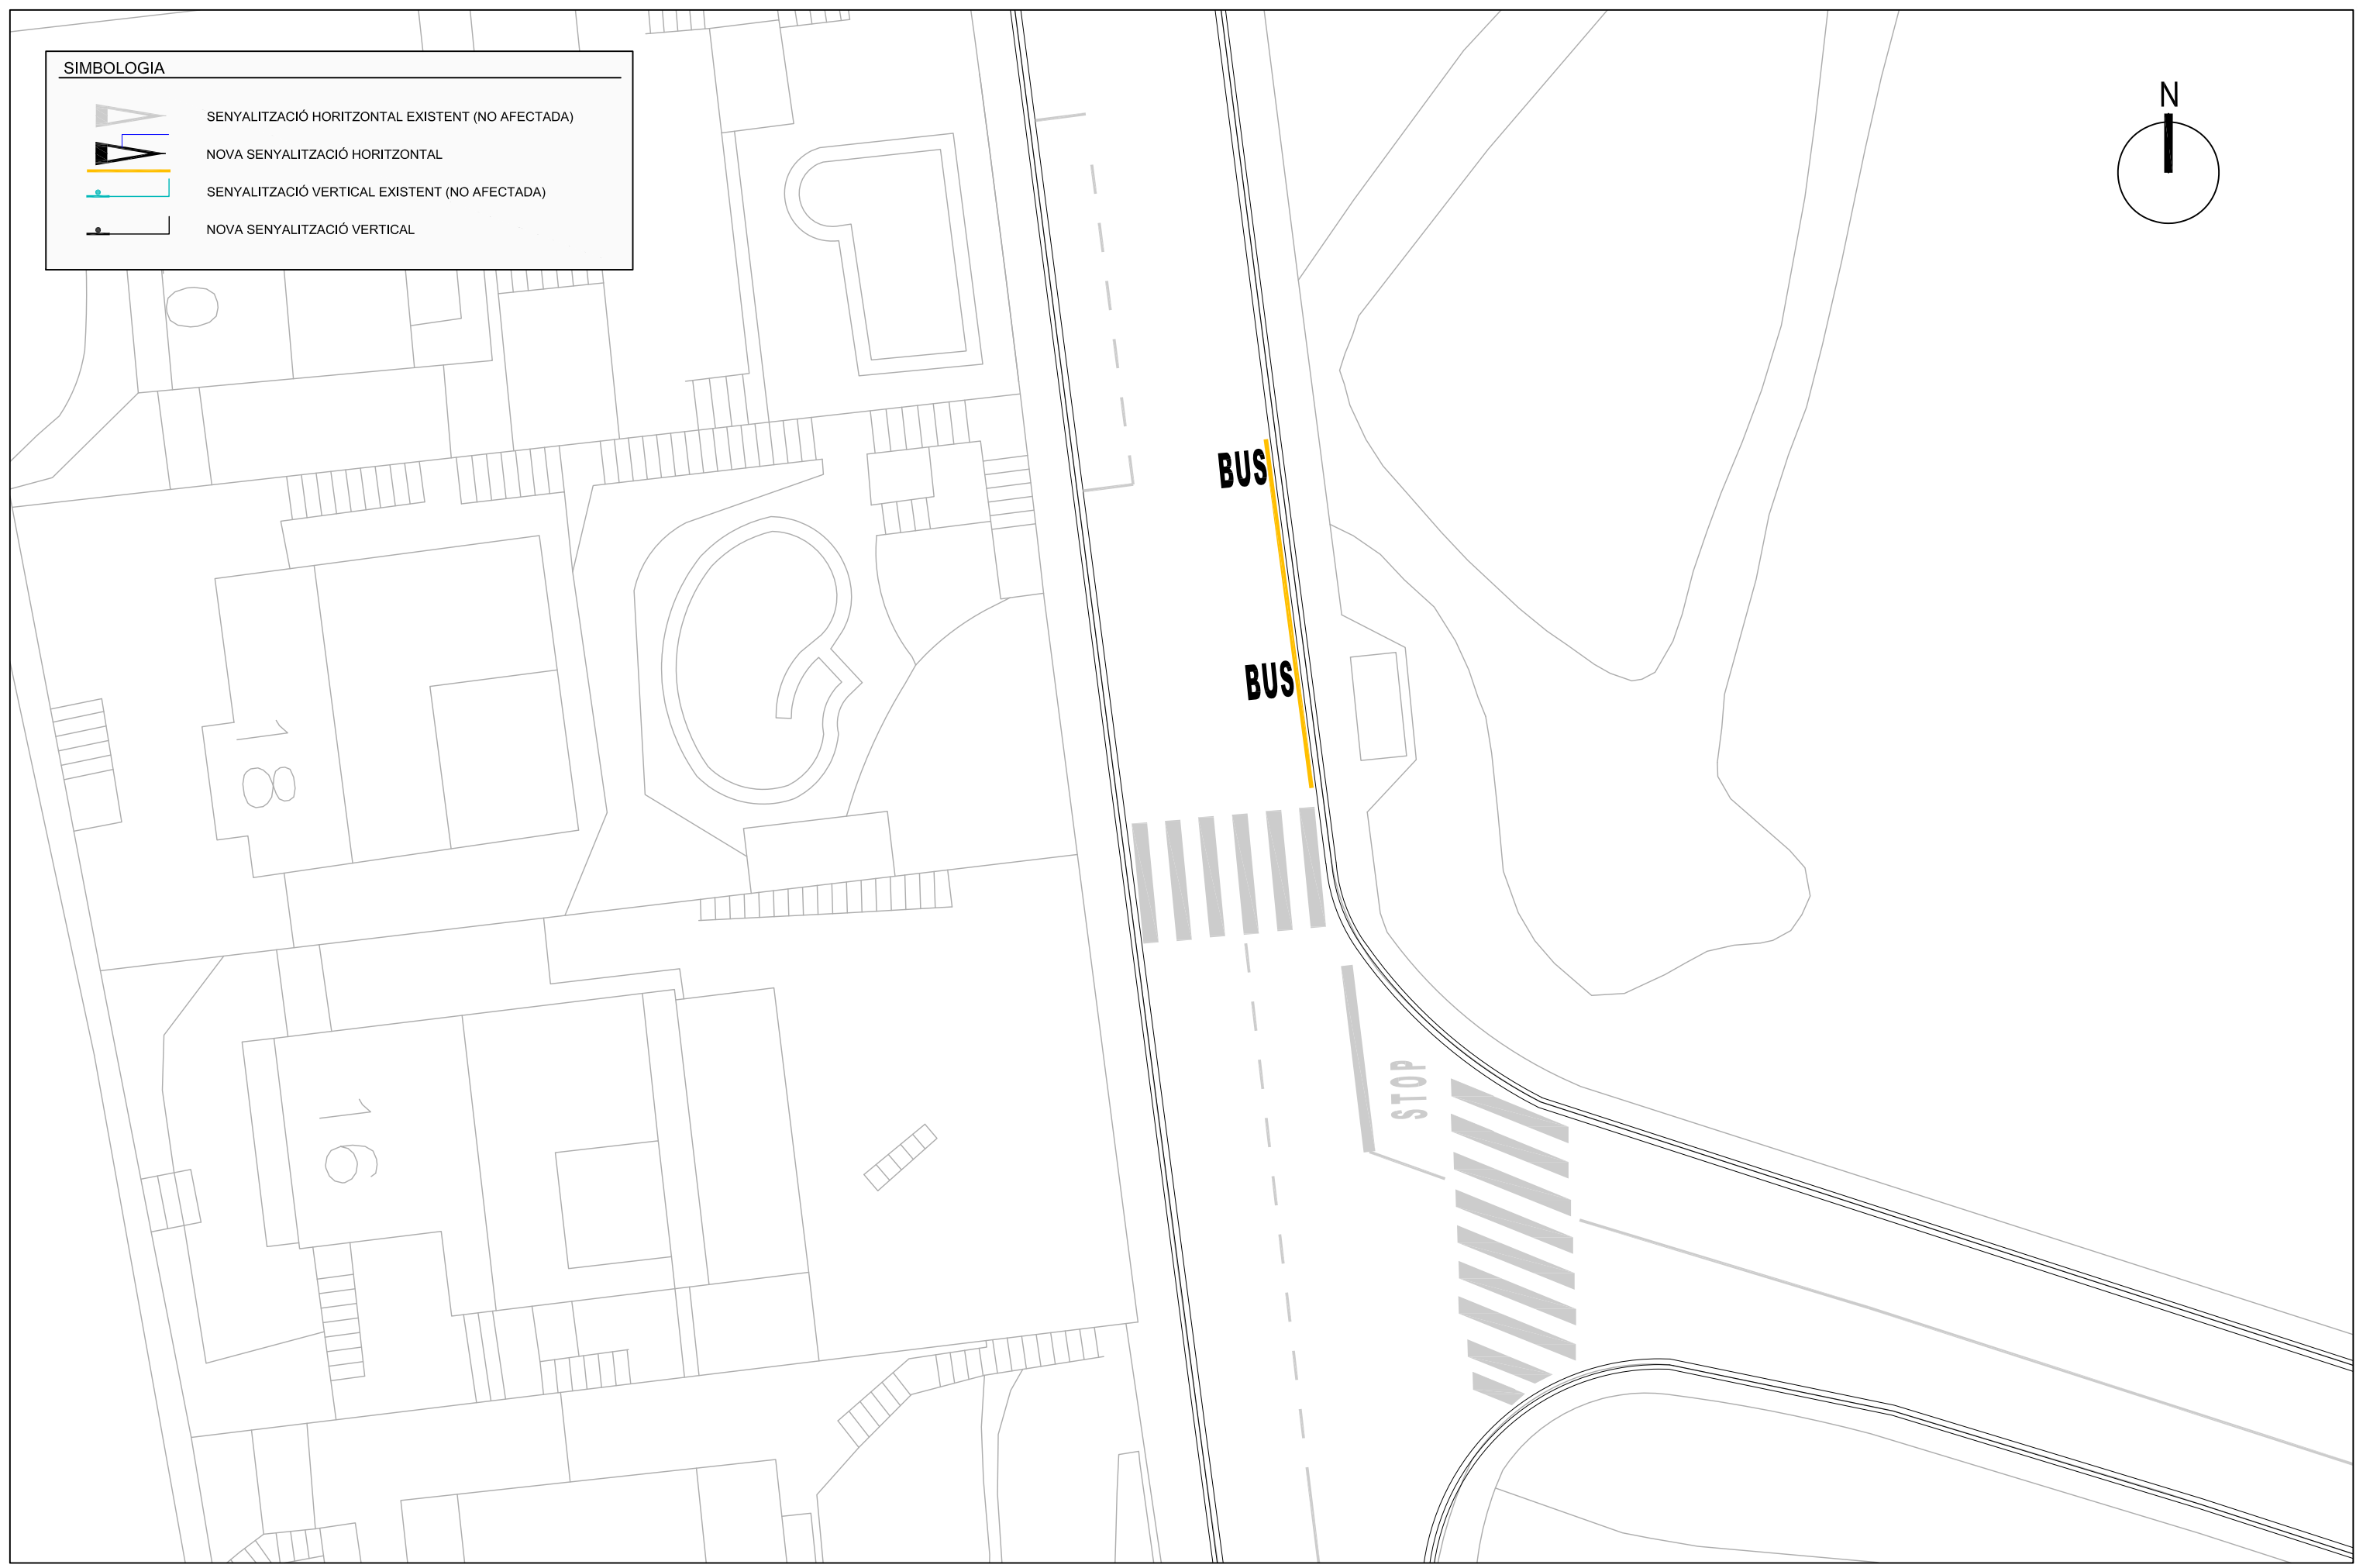 SIMBOLOGIA
SENYALITZACIÓ HORITZONTAL EXISTENT (NO AFECTADA)
NOVA SENYALITZACIÓ HORITZONTAL
SENYALITZACIÓ VERTICAL EXISTENT (NO AFECTADA)
NOVA SENYALITZACIÓ VERTICAL
N
BUS
BUS
18
STOP
16